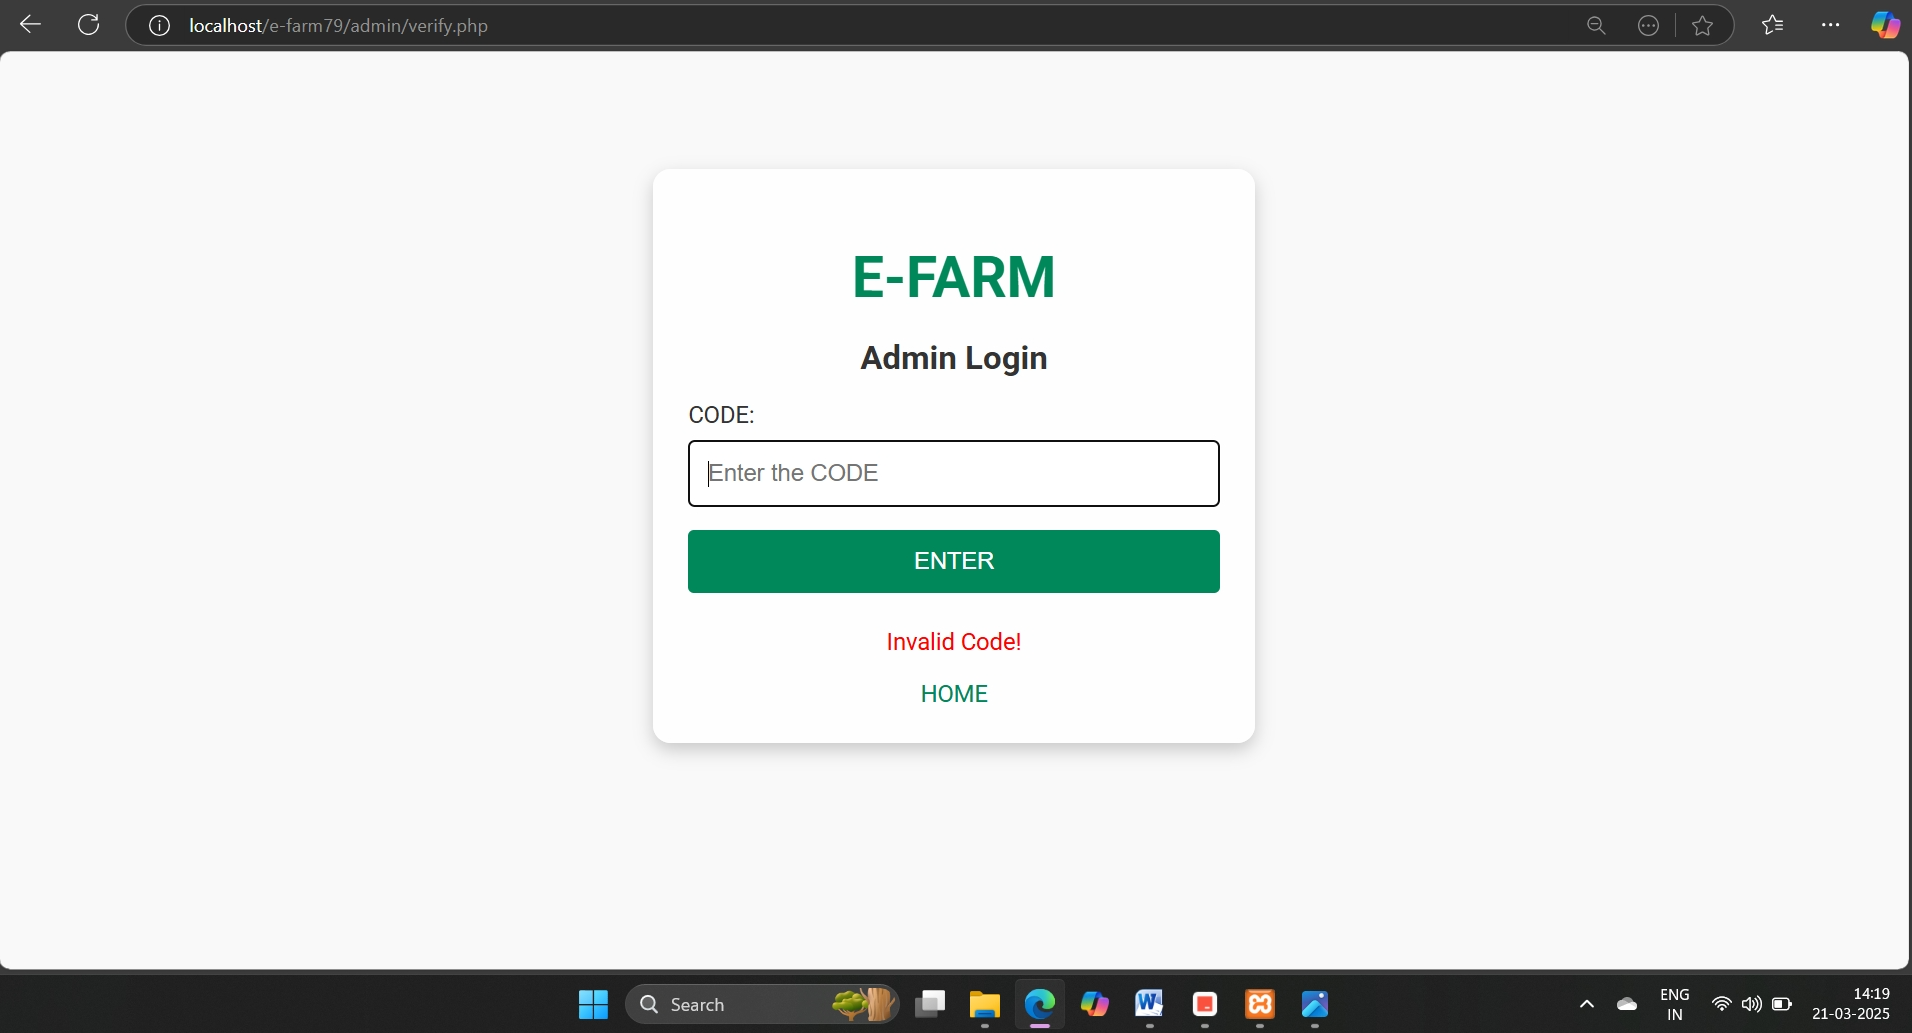 localhost/e-farm79/admin/verify.php
E-FARM
Admin Login
CODE:
Enter the CODE
ENTER
Invalid Code!
HOME
Search
ENG
IN
14:19
21-03-2025